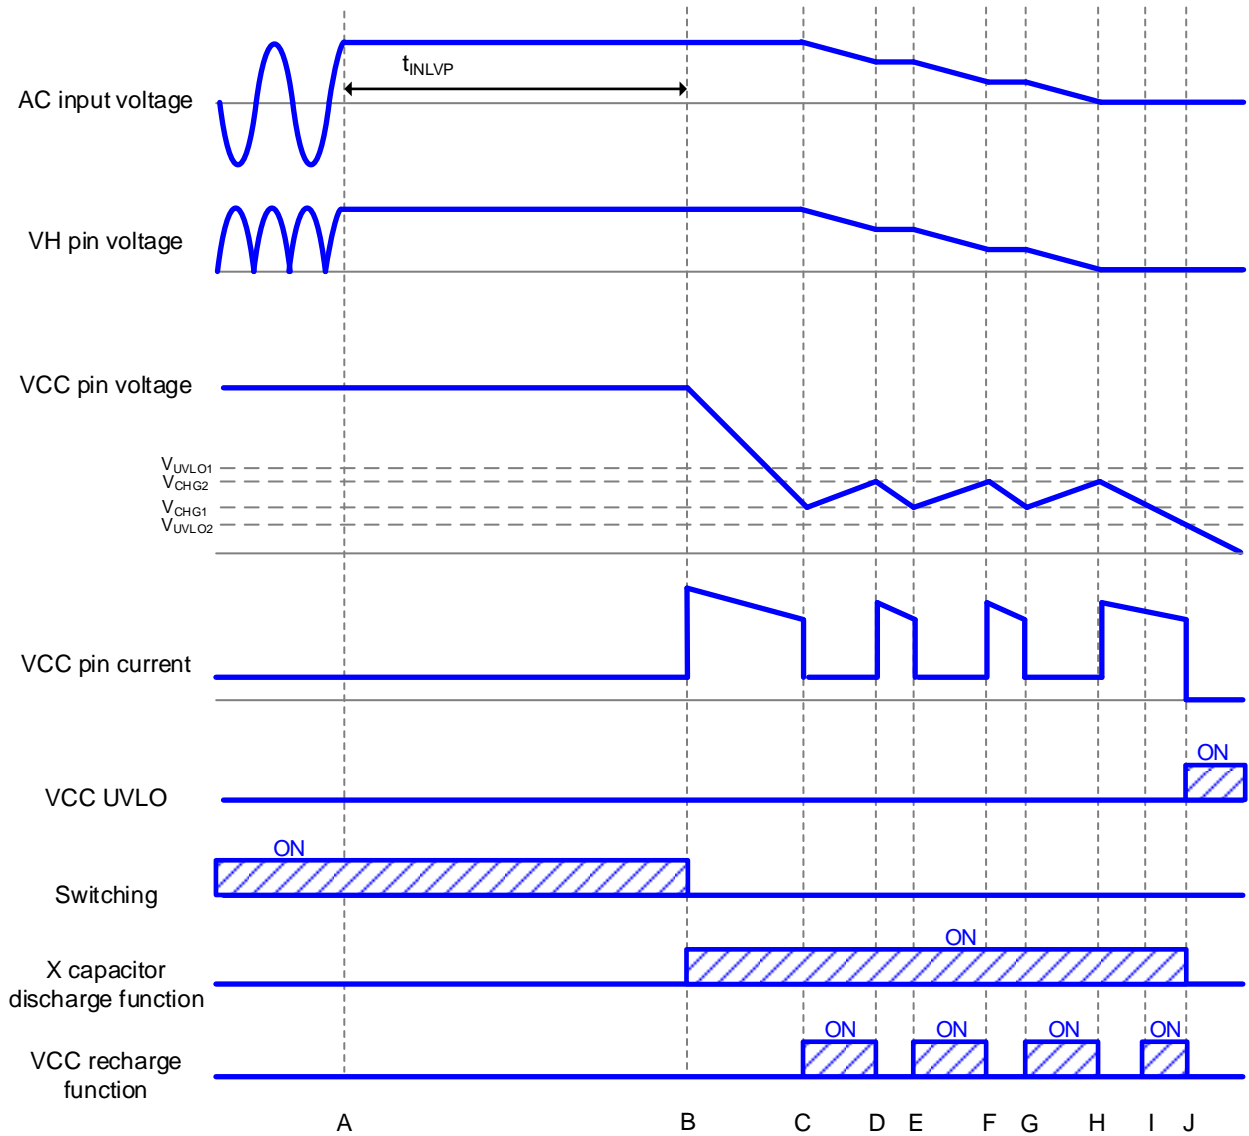 AC input voltage
tINLVP
VH pin voltage
VCC pin voltage
VUVLO1
VCHG2
VCHG1
VUVLO2
VCC pin current
VCC UVLO
ON
Switching
ON
X capacitor
discharge function
ON
VCC recharge
function
ON ON ON ON
A B C D E F G H I J